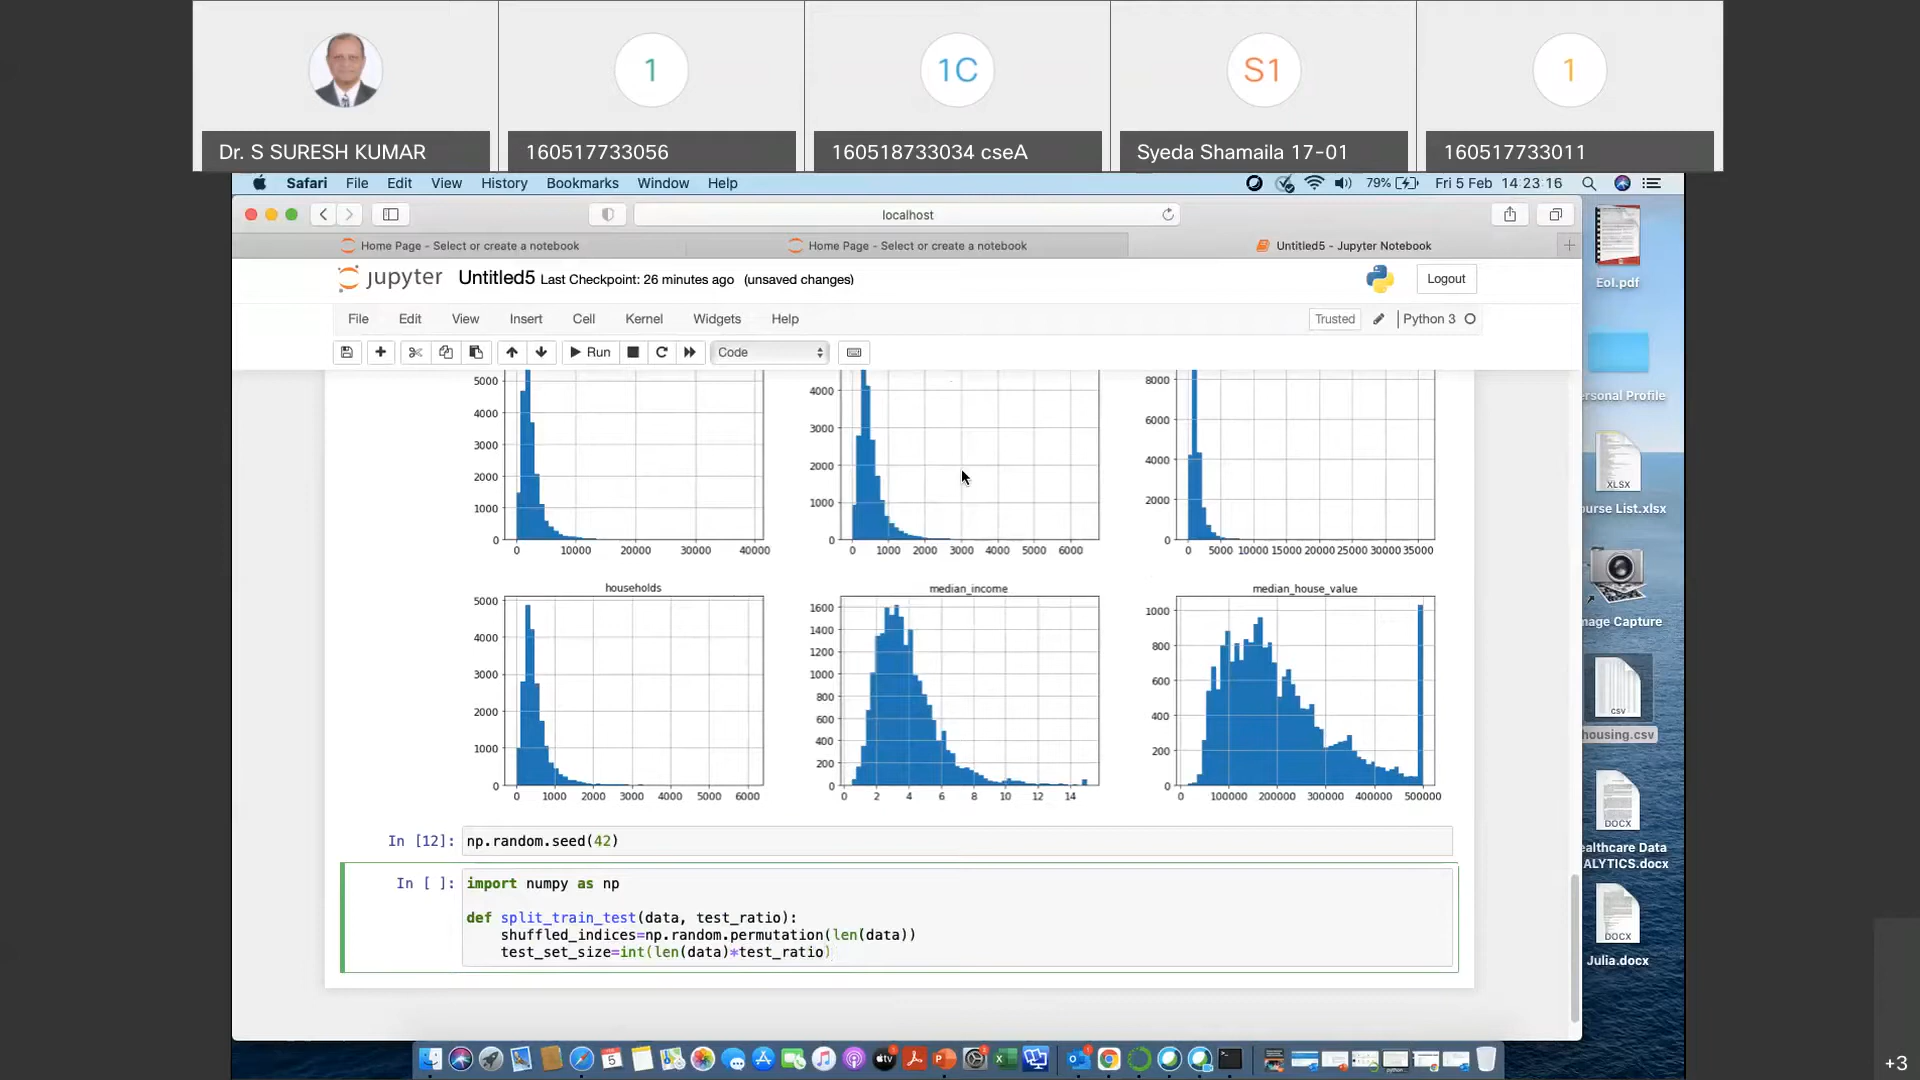 1
1C
S1
1
Dr. S SURESH KUMAR
160517733056
160518733034 cseA
Syeda Shamaila 17-01
160517733011
Safari File Edit View History Bookmarks Window Help
79% Fri 5 Feb 14:23:16
localhost
Home Page - Select or create a notebook
Home Page - Select or create a notebook
Untitled5 - Jupyter Notebook
jupyter Untitled5 Last Checkpoint: 26 minutes ago (unsaved changes)
Logout
File Edit View Insert Cell Kernel Widgets Help
Trusted
Python 3
Run
Code
5000
4000
3000
2000
1000
0
0 10000 20000 30000 40000
4000
3000
2000
1000
0
0 1000 2000 3000 4000 5000 6000
8000
6000
4000
2000
0
0 5000 10000 15000 20000 25000 30000 35000
households
5000
4000
3000
2000
1000
0
0 1000 2000 3000 4000 5000 6000
median_income
1600
1400
1200
1000
800
600
400
200
0
0 2 4 6 8 10 12 14
median_house_value
1000
800
600
400
200
0
0 100000 200000 300000 400000 500000
In [12]: np.random.seed(42)
In [ ]: import numpy as np
def split_train_test(data, test_ratio):
shuffled_indices=np.random.permutation(len(data))
test_set_size=int(len(data)*test_ratio)
EoI.pdf
ersonal Profile
XLSX
urse List.xlsx
mage Capture
CSV
housing.csv
DOCX
ealthcare Data
ALYTICS.docx
DOCX
Julia.docx
+3